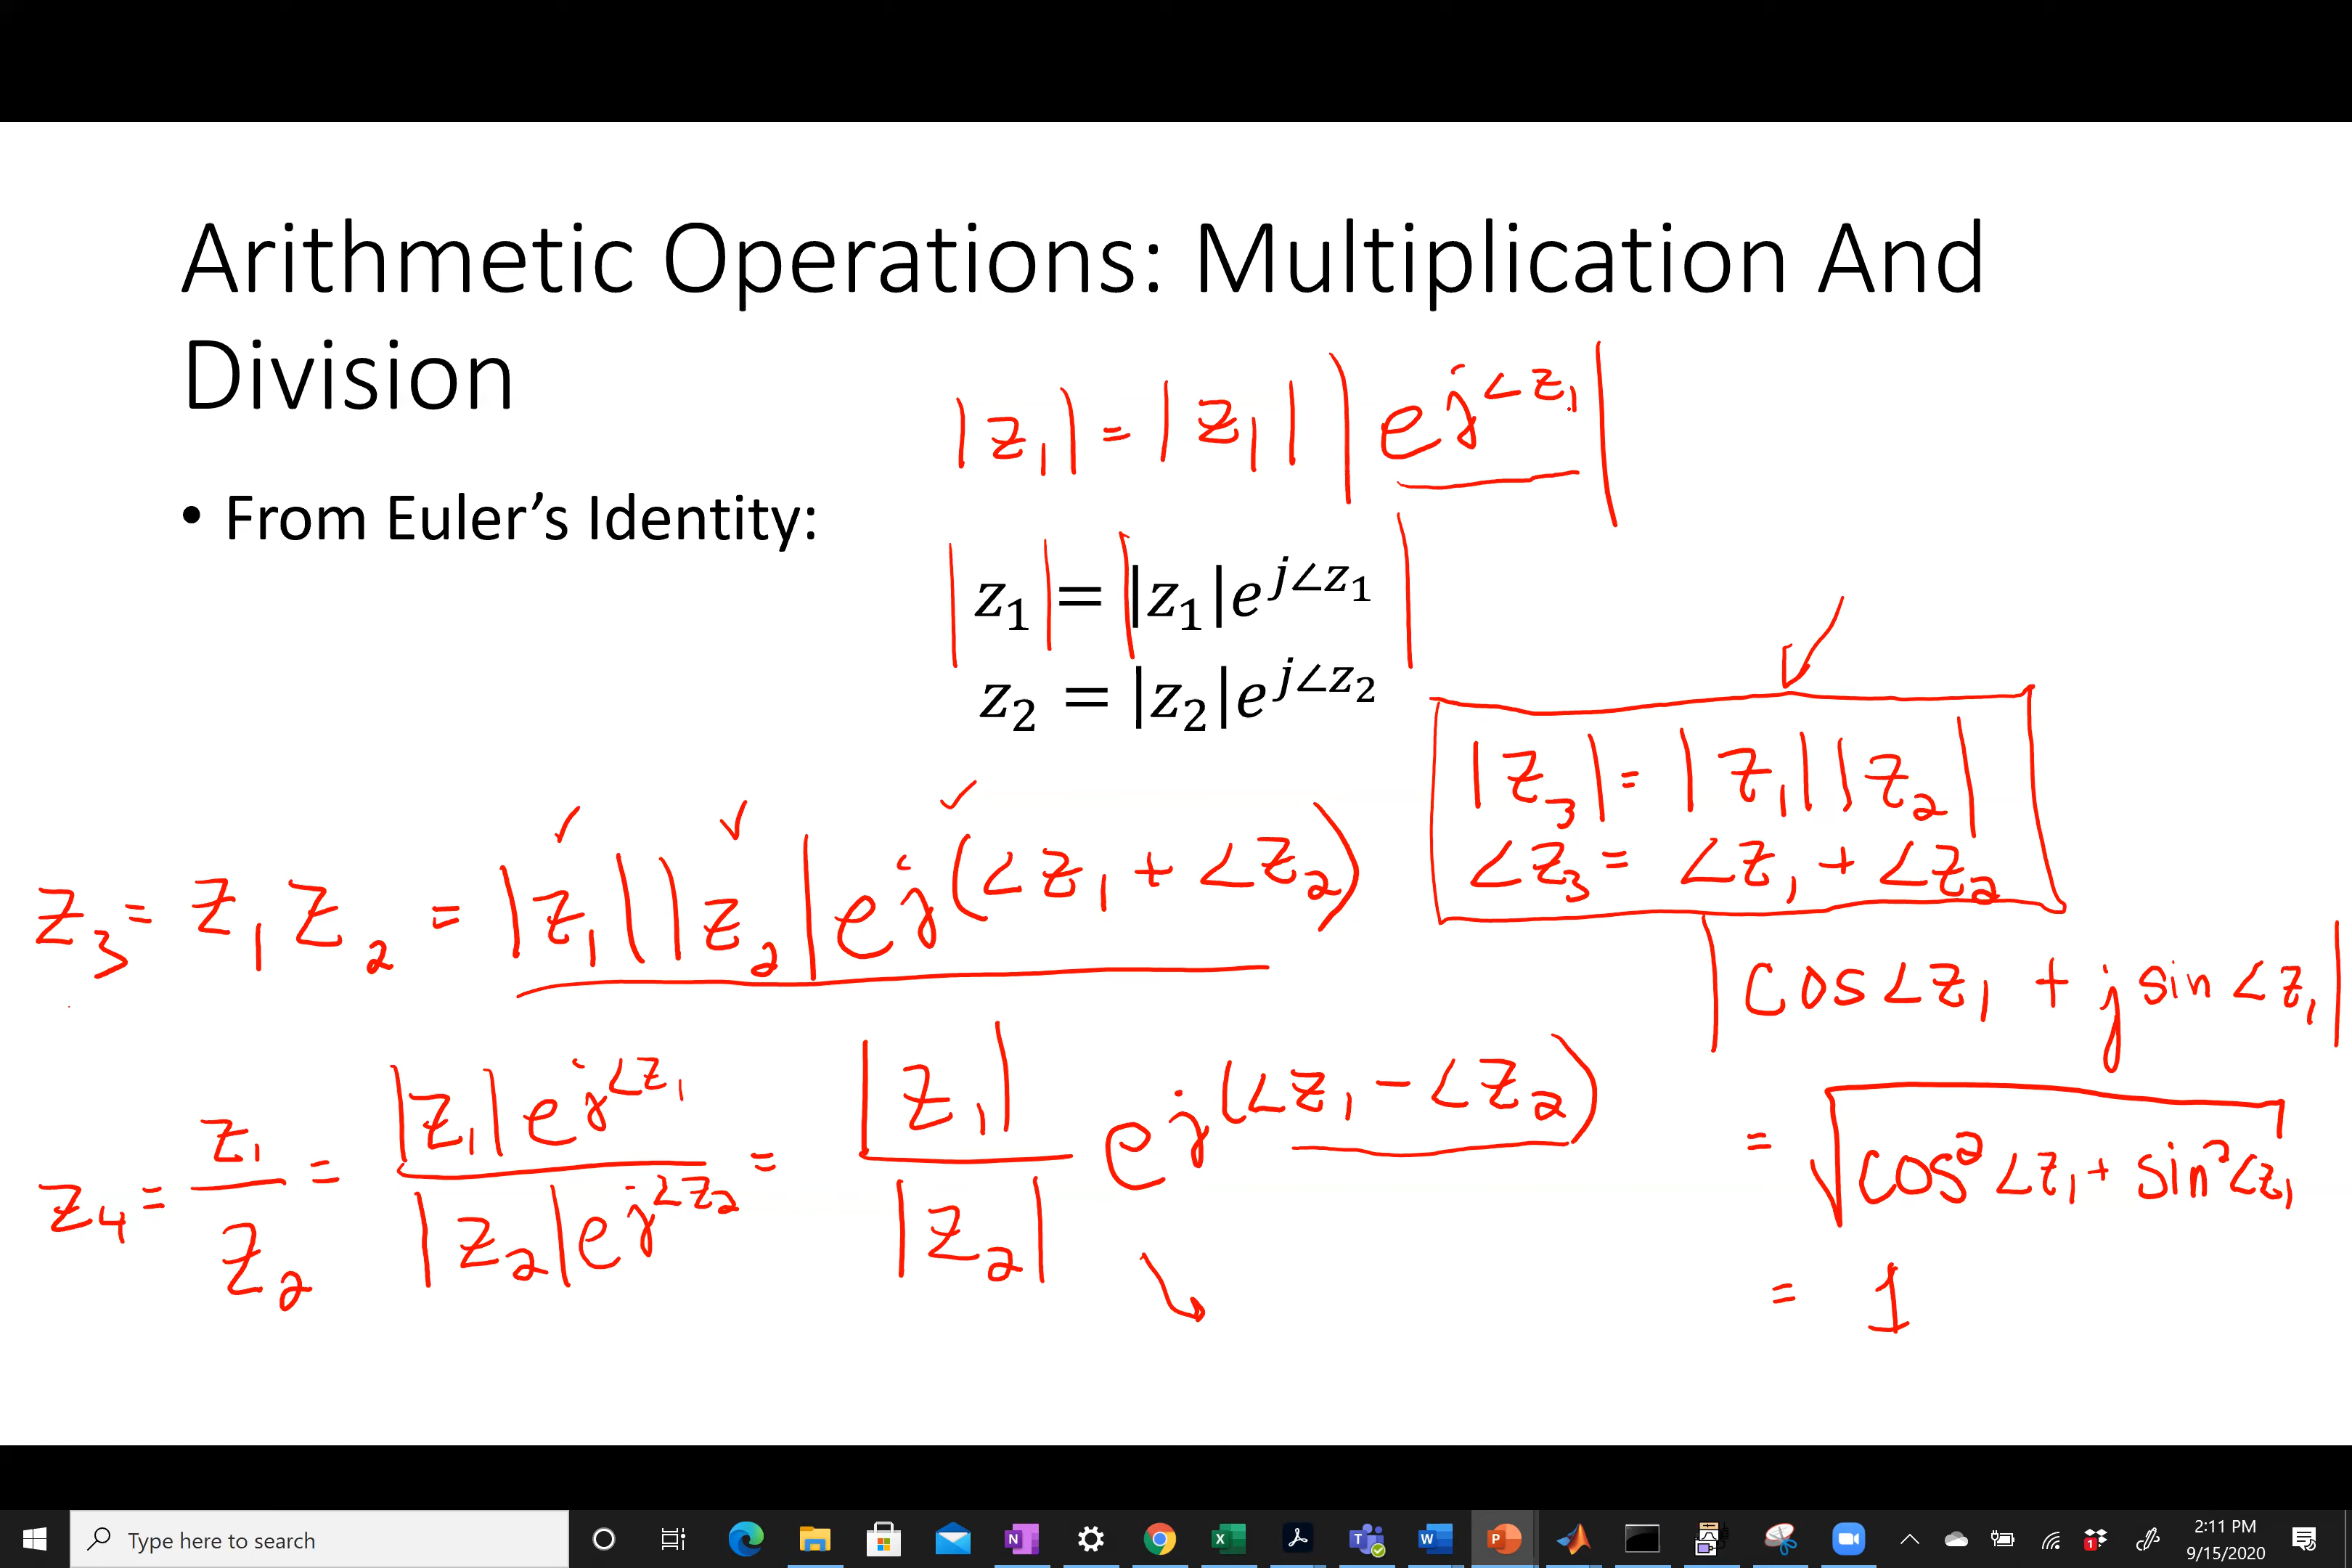 Arithmetic Operations: Multiplication And
Division
|z₁| = |z₁| |e^{j∠z₁}|
• From Euler’s Identity:
|z₁| = ||z₁|e^{j∠z₁}|
z₂ = |z₂|e^{j∠z₂}
|z₃| = |z₁||z₂|
∠z₃ = ∠z₁ + ∠z₂
z₃ = z₁z₂ = |z₁||z₂|e^{j(∠z₁ + ∠z₂)}
|cos∠z₁ + j sin∠z₁|
= √(cos²∠z₁ + sin²∠z₁)
= 1
z₄ = z₁/z₂ = |z₁|e^{j∠z₁} / |z₂|e^{j∠z₂} = |z₁|/|z₂| e^{j(∠z₁ − ∠z₂)}
Type here to search
N
X
T
W
P
1
2:11 PM
9/15/2020